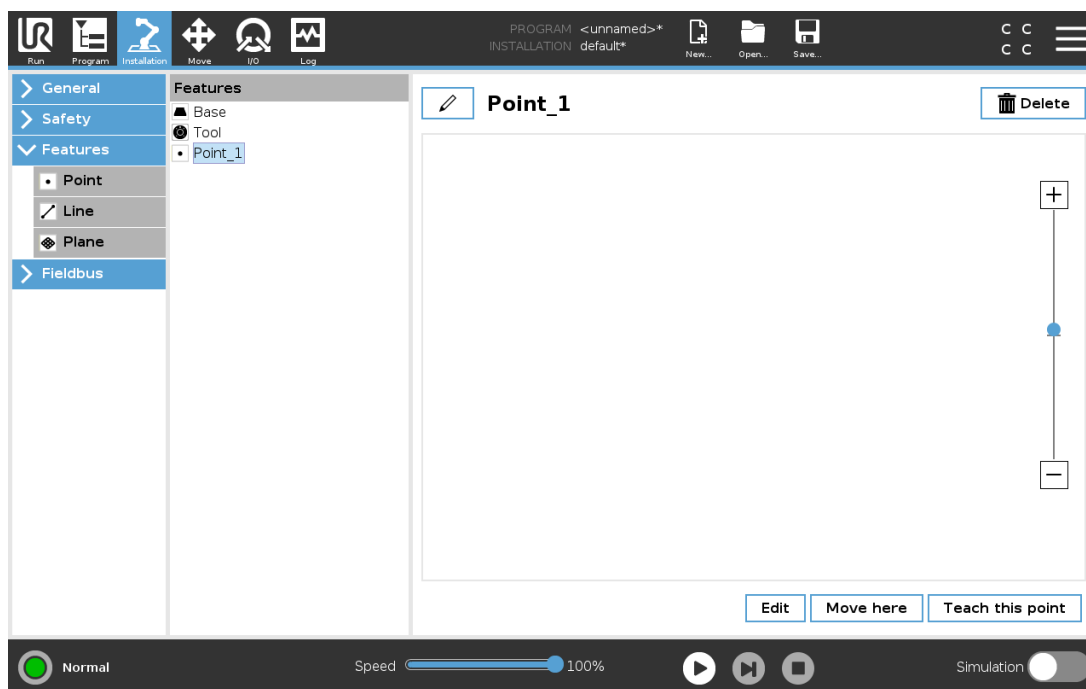 UR
Run
Program
Installation
Move
I/O
Log
PROGRAM <unnamed>*
INSTALLATION default*
New...
Open...
Save...
C C
C C
General
Safety
Features
Point
Line
Plane
Fieldbus
Features
Base
Tool
Point_1
Point_1
Delete
+
−
Edit
Move here
Teach this point
Normal
Speed
100%
Simulation